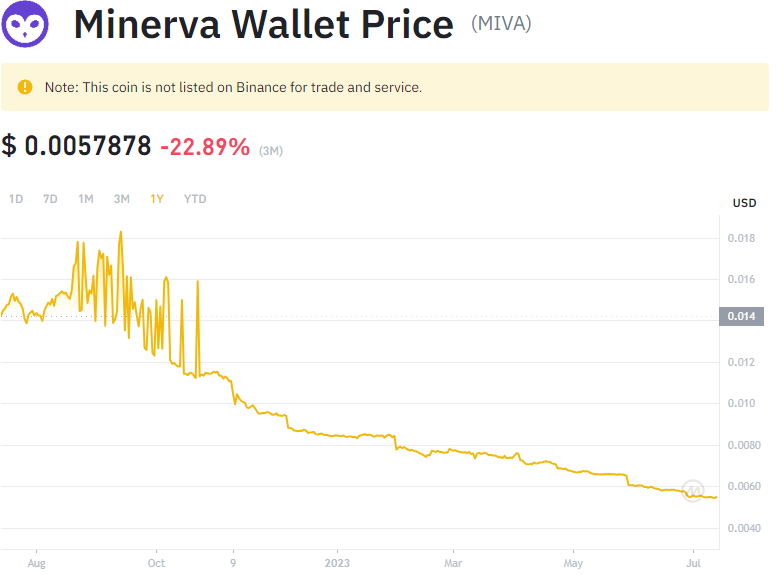 Minerva Wallet Price (MIVA)
Note: This coin is not listed on Binance for trade and service.
$ 0.0057878 -22.89% (3M)
1D 7D 1M 3M 1Y YTD
USD
0.018
0.016
0.014
0.012
0.010
0.0080
0.0060
0.0040
Aug Oct 9 2023 Mar May Jul